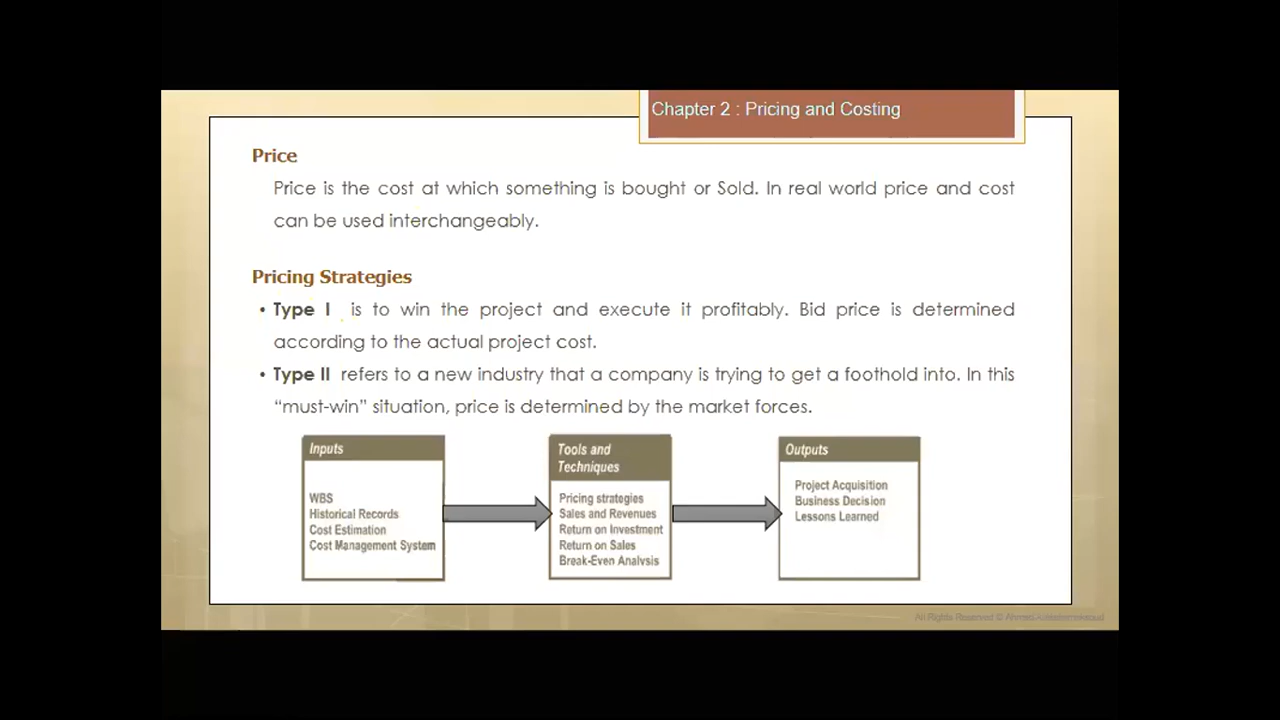 Chapter 2 : Pricing and Costing
Price
Price is the cost at which something is bought or Sold. In real world price and cost
can be used interchangeably.
Pricing Strategies
• Type I is to win the project and execute it profitably. Bid price is determined
according to the actual project cost.
• Type II refers to a new industry that a company is trying to get a foothold into. In this
“must-win” situation, price is determined by the market forces.
Inputs
WBS
Historical Records
Cost Estimation
Cost Management System
Tools and
Techniques
Pricing strategies
Sales and Revenues
Return on Investment
Return on Sales
Break-Even Analysis
Outputs
Project Acquisition
Business Decision
Lessons Learned
All Rights Reserved © Ahmed